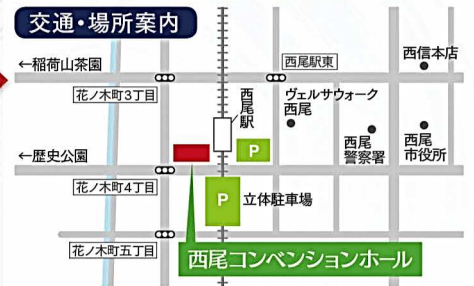 交通・場所案内
西信本店
←稲荷山茶園
西尾駅東
花ノ木町3丁目
西尾駅
ヴェルサウォーク
西尾
P
西尾
警察署
西尾
市役所
←歴史公園
花ノ木町4丁目
P
立体駐車場
花ノ木町五丁目
西尾コンベンションホール